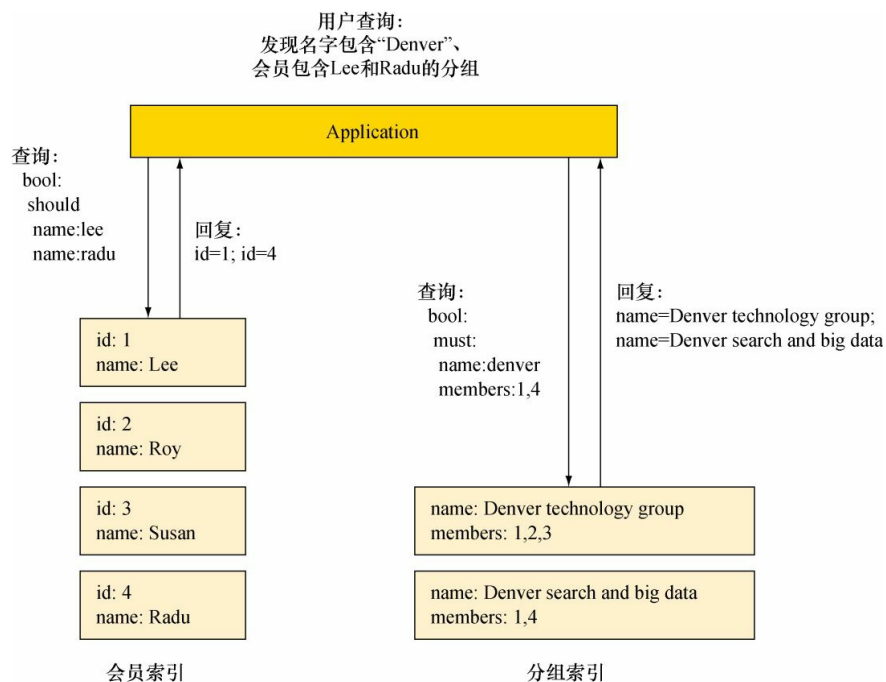 用户查询：
发现名字包含“Denver”、
会员包含Lee和Radu的分组
Application
查询：
bool:
should
name:lee
name:radu
回复：
id=1; id=4
查询：
bool:
must:
name:denver
members:1,4
回复：
name=Denver technology group;
name=Denver search and big data
id: 1
name: Lee
id: 2
name: Roy
id: 3
name: Susan
id: 4
name: Radu
会员索引
name: Denver technology group
members: 1,2,3
name: Denver search and big data
members: 1,4
分组索引